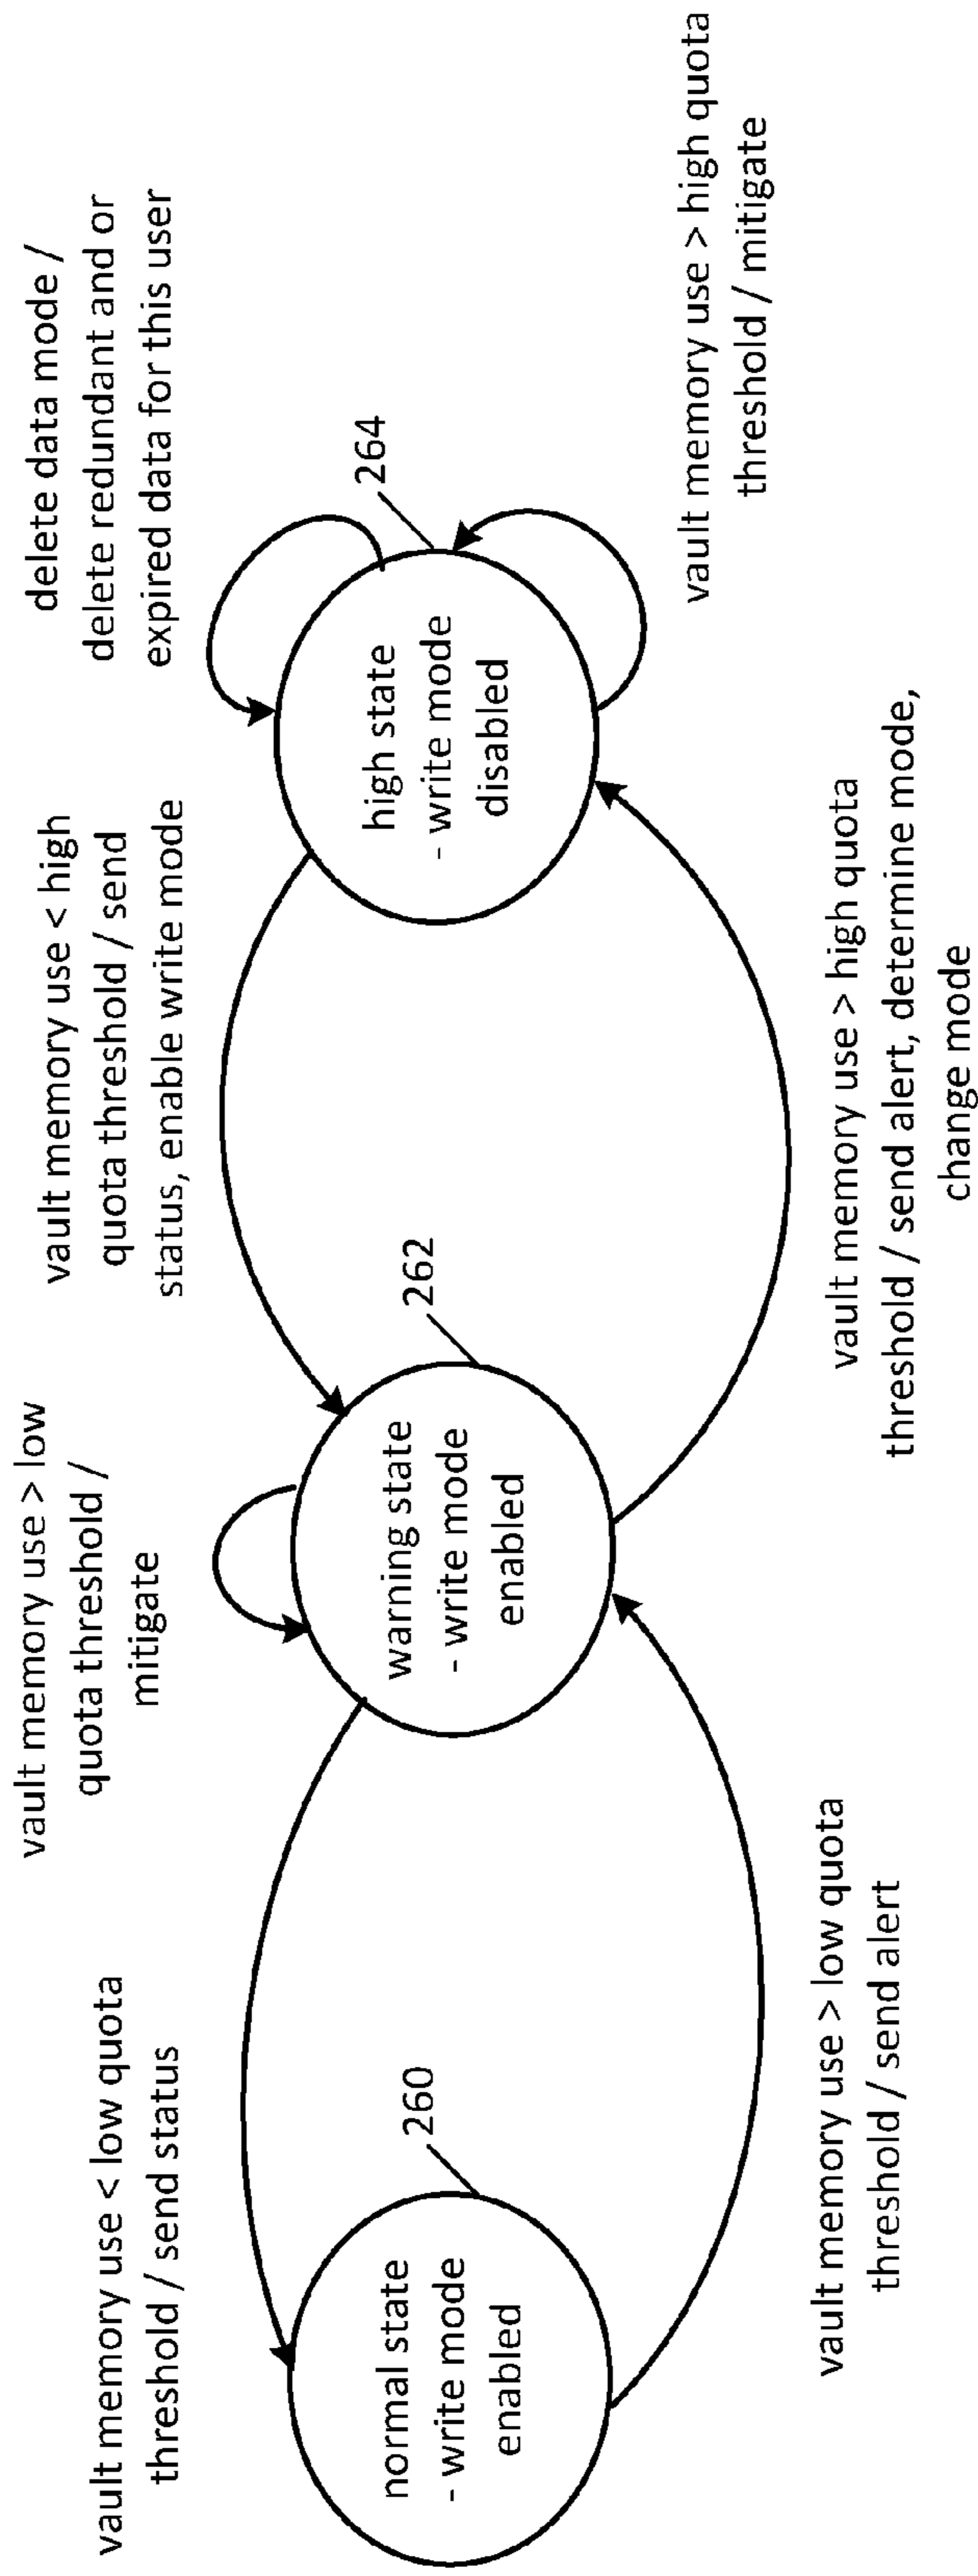 vault memory use < low quota
threshold / send status
vault memory use > low
quota threshold /
mitigate
vault memory use < high
quota threshold / send
status, enable write mode
delete data mode /
delete redundant and or
expired data for this user
260
normal state
- write mode
enabled
262
warning state
- write mode
enabled
264
high state
- write mode
disabled
vault memory use > low quota
threshold / send alert
vault memory use > high quota
threshold / send alert, determine mode,
change mode
vault memory use > high quota
threshold / mitigate